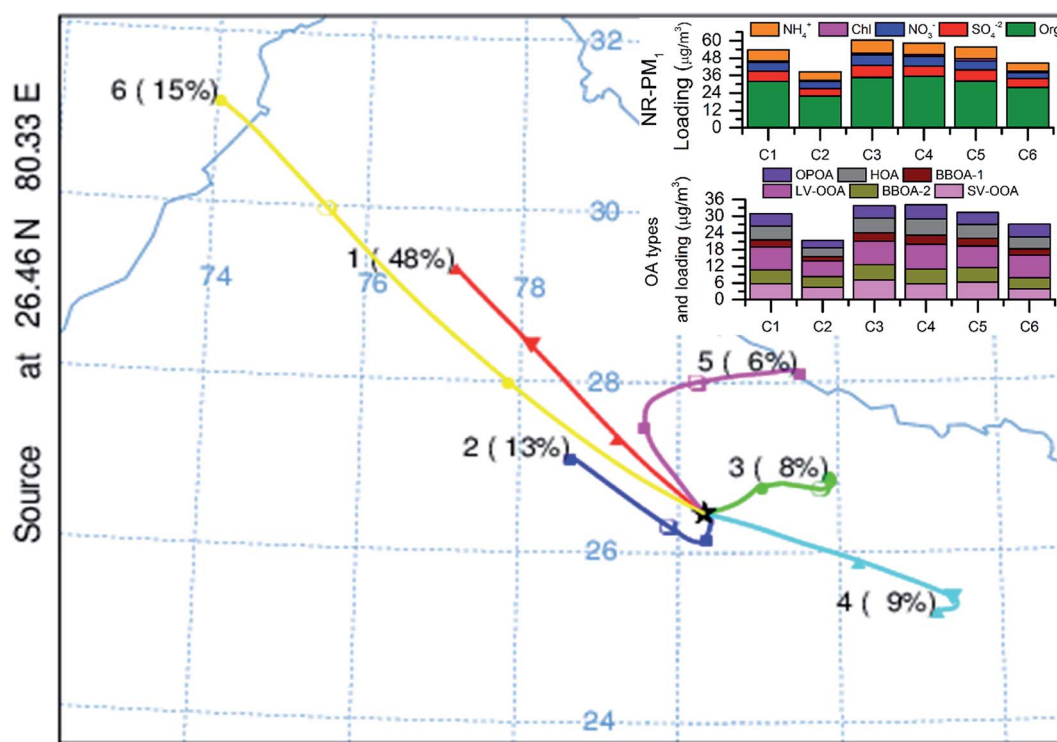 Source at 26.46 N 80.33 E
6 ( 15%)
1 ( 48%)
2 ( 13%)
5 ( 6%)
3 ( 8%)
4 ( 9%)
74
76
78
32
30
28
26
24
NH₄⁺ Chl NO₃⁻ SO₄⁻² Org
NR-PM₁
Loading (μg/m³)
60
48
36
24
12
0
C1 C2 C3 C4 C5 C6
OPOA HOA BBOA-1
LV-OOA BBOA-2 SV-OOA
OA types
and loading (μg/m³)
36
30
24
18
12
6
0
C1 C2 C3 C4 C5 C6